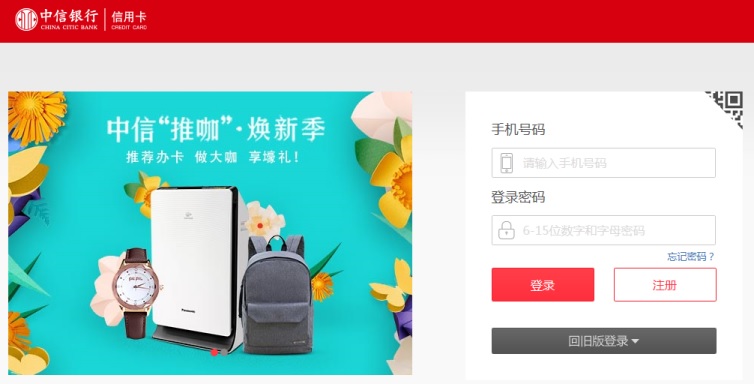 中信银行 信用卡
CHINA CITIC BANK CREDIT CARD
中信“推咖”·焕新季
推荐办卡 做大咖 享壕礼！
Panasonic
手机号码
请输入手机号码
登录密码
6-15位数字和字母密码
忘记密码？
登录 注册
回旧版登录